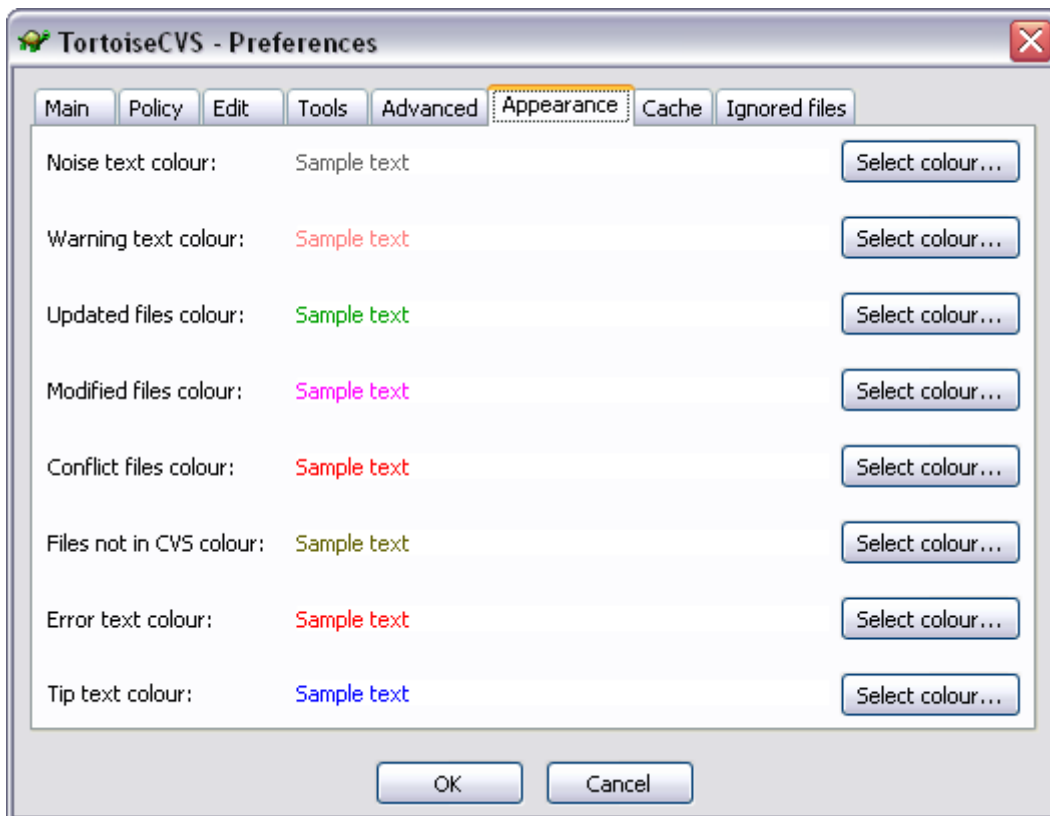 TortoiseCVS - Preferences
Main Policy Edit Tools Advanced Appearance Cache Ignored files
Noise text colour: Sample text Select colour...
Warning text colour: Sample text Select colour...
Updated files colour: Sample text Select colour...
Modified files colour: Sample text Select colour...
Conflict files colour: Sample text Select colour...
Files not in CVS colour: Sample text Select colour...
Error text colour: Sample text Select colour...
Tip text colour: Sample text Select colour...
OK Cancel